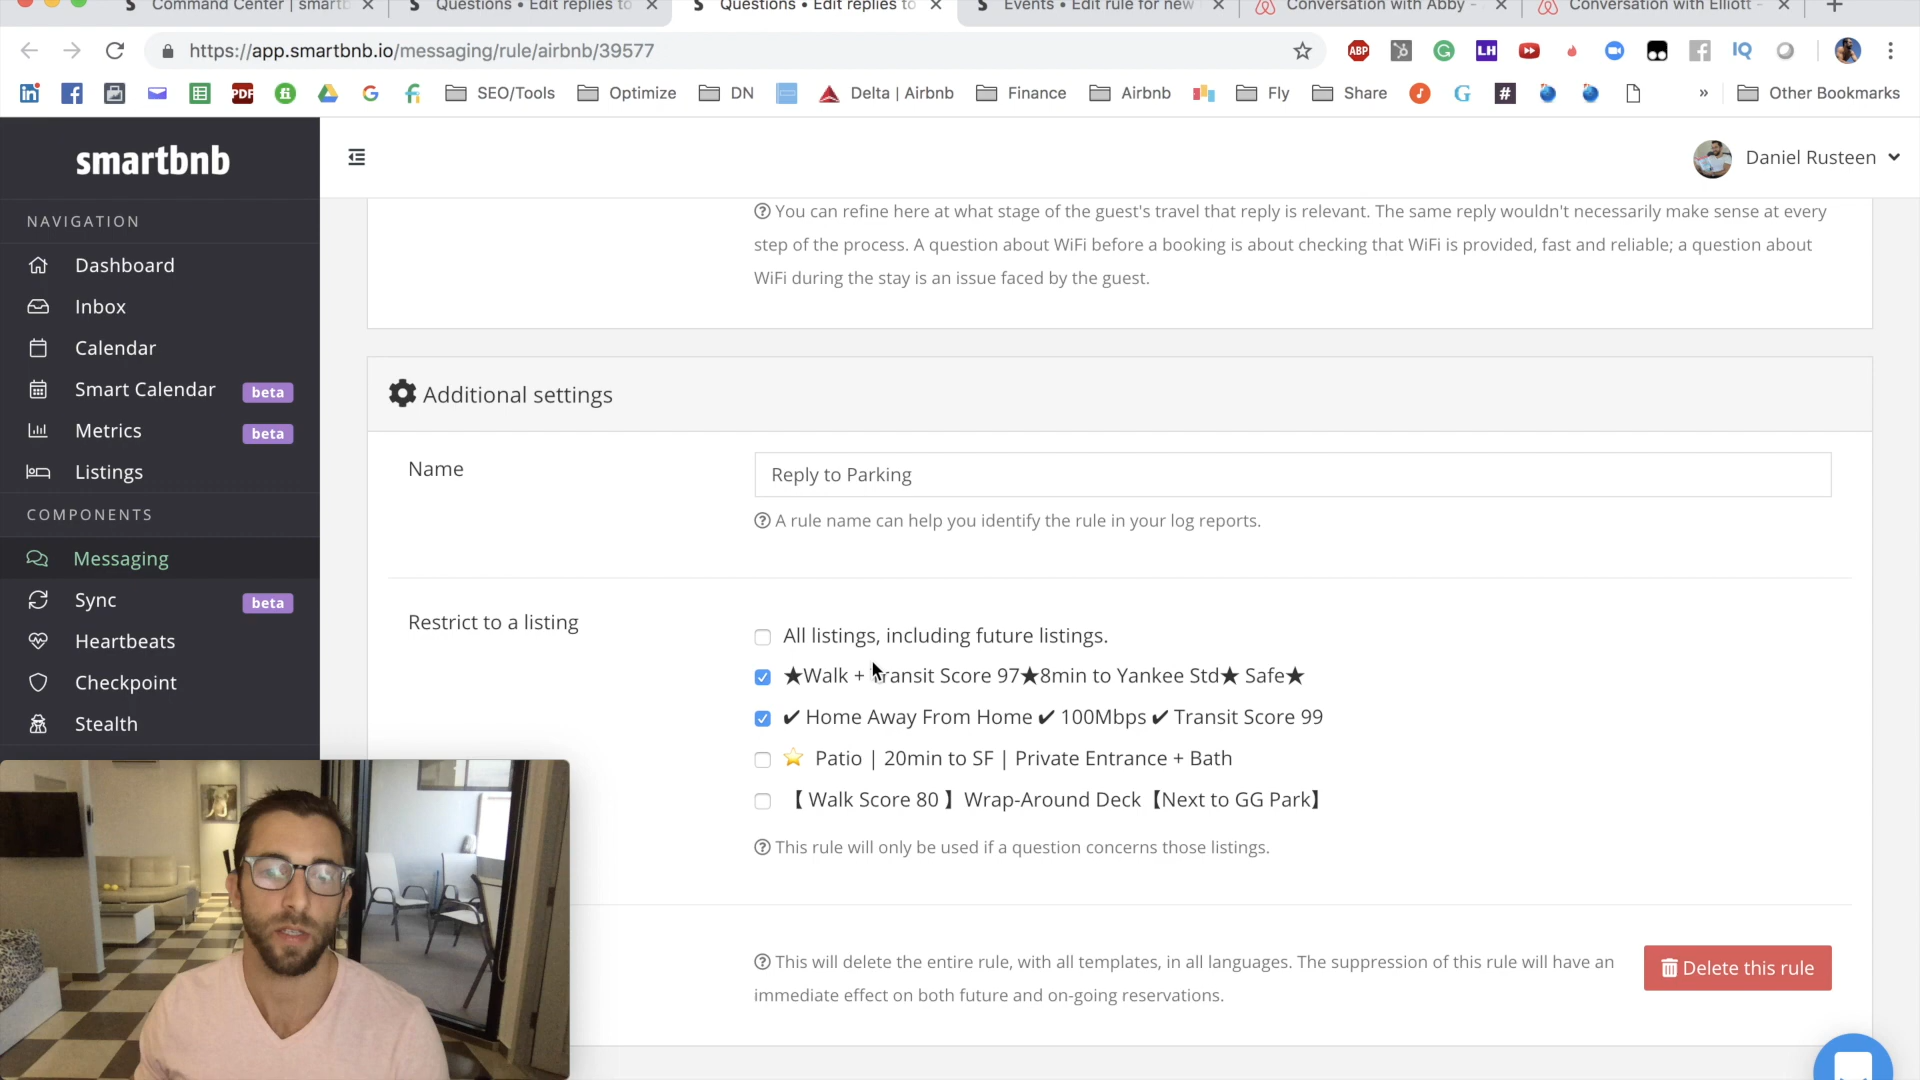 Command Center | smartb
Questions • Edit replies to
Questions • Edit replies to
Events • Edit rule for new
Conversation with Abby -
Conversation with Elliott -
https://app.smartbnb.io/messaging/rule/airbnb/39577
ABP
LH
IQ
in
PDF
fi
G
SEO/Tools
Optimize
DN
Delta | Airbnb
Finance
Airbnb
Fly
Share
G
#
»
Other Bookmarks
smartbnb
Daniel Rusteen
NAVIGATION
Dashboard
Inbox
Calendar
Smart Calendar beta
Metrics beta
Listings
COMPONENTS
Messaging
Sync beta
Heartbeats
Checkpoint
Stealth
You can refine here at what stage of the guest's travel that reply is relevant. The same reply wouldn't necessarily make sense at every
step of the process. A question about WiFi before a booking is about checking that WiFi is provided, fast and reliable; a question about
WiFi during the stay is an issue faced by the guest.
Additional settings
Name
Reply to Parking
A rule name can help you identify the rule in your log reports.
Restrict to a listing
All listings, including future listings.
★Walk + Transit Score 97★8min to Yankee Std★ Safe★
✔ Home Away From Home ✔ 100Mbps ✔ Transit Score 99
⭐ Patio | 20min to SF | Private Entrance + Bath
【 Walk Score 80 】Wrap-Around Deck【Next to GG Park】
This rule will only be used if a question concerns those listings.
This will delete the entire rule, with all templates, in all languages. The suppression of this rule will have an
immediate effect on both future and on-going reservations.
Delete this rule